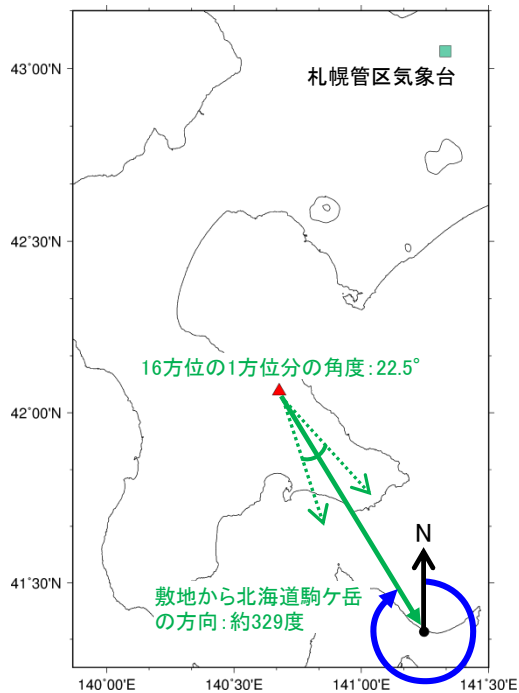 43°00'N
札幌管区気象台
42°30'N
16方位の1方位分の角度：22.5°
42°00'N
N
41°30'N
敷地から北海道駒ケ岳
の方向：約329度
140°00'E
140°30'E
141°00'E
141°30'E